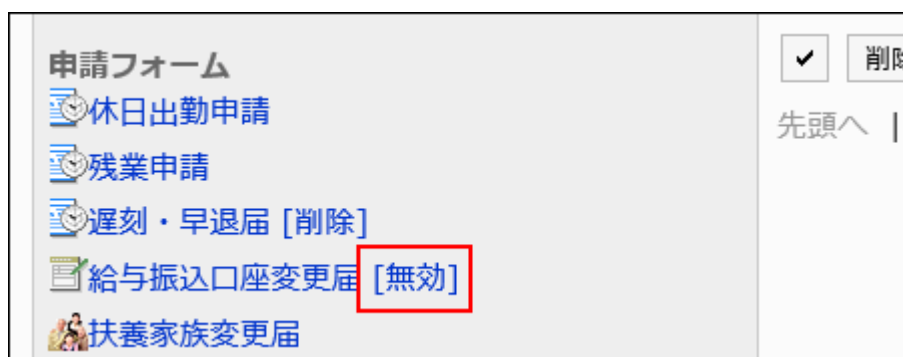 申請フォーム
休日出勤申請
残業申請
遅刻・早退届 [削除]
給与振込口座変更届 [無効]
扶養家族変更届
削除
先頭へ |